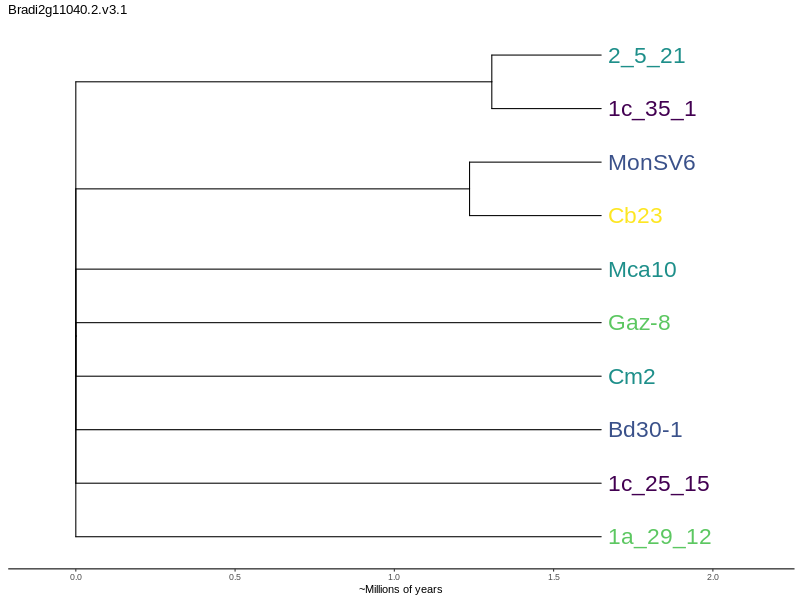 Bradi2g11040.2.v3.1
2_5_21
1c_35_1
MonSV6
Cb23
Mca10
Gaz-8
Cm2
Bd30-1
1c_25_15
1a_29_12
0.0 0.5 1.0 1.5 2.0
~Millions of years